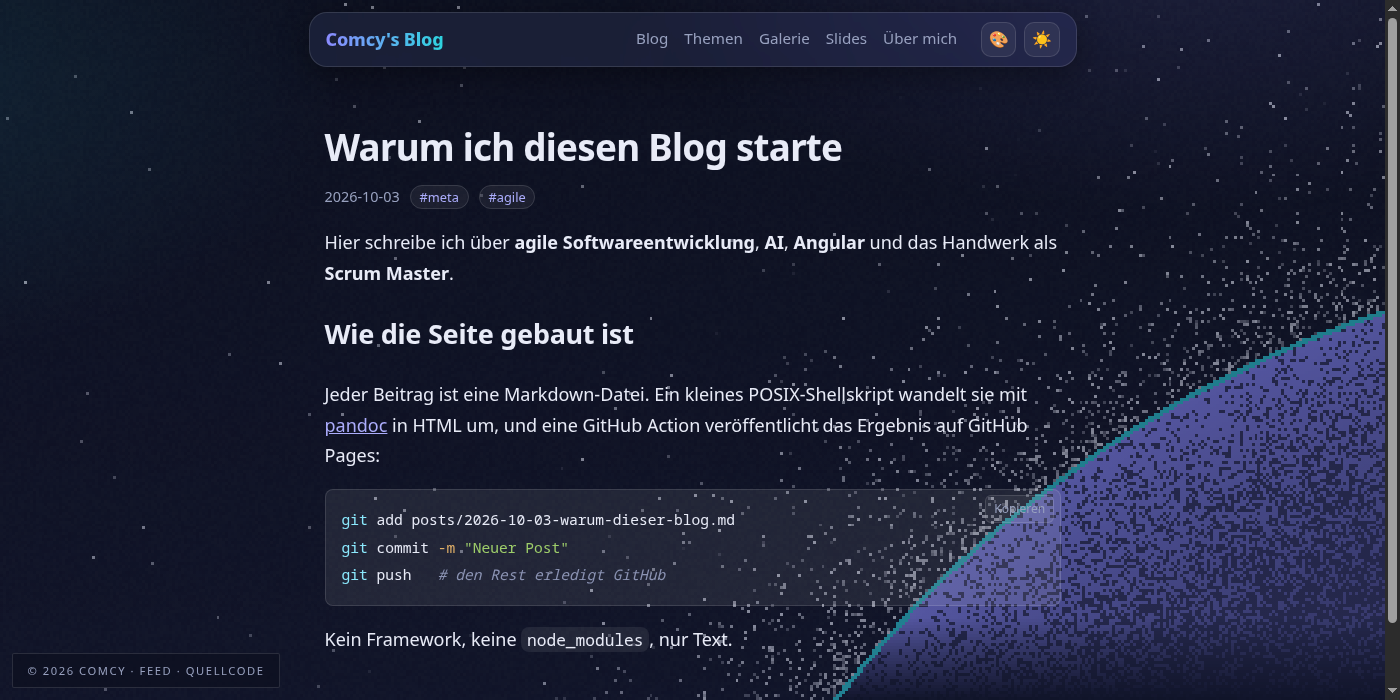 Comcy's Blog
Blog Themen Galerie Slides Über mich
Warum ich diesen Blog starte
2026-10-03 #meta #agile
Hier schreibe ich über agile Softwareentwicklung, AI, Angular und das Handwerk als
Scrum Master.
Wie die Seite gebaut ist
Jeder Beitrag ist eine Markdown-Datei. Ein kleines POSIX-Shellskript wandelt sie mit
pandoc in HTML um, und eine GitHub Action veröffentlicht das Ergebnis auf GitHub
Pages:
Kopieren
git add posts/2026-10-03-warum-dieser-blog.md
git commit -m "Neuer Post"
git push # den Rest erledigt GitHub
Kein Framework, keine node_modules, nur Text.
© 2026 COMCY · FEED · QUELLCODE